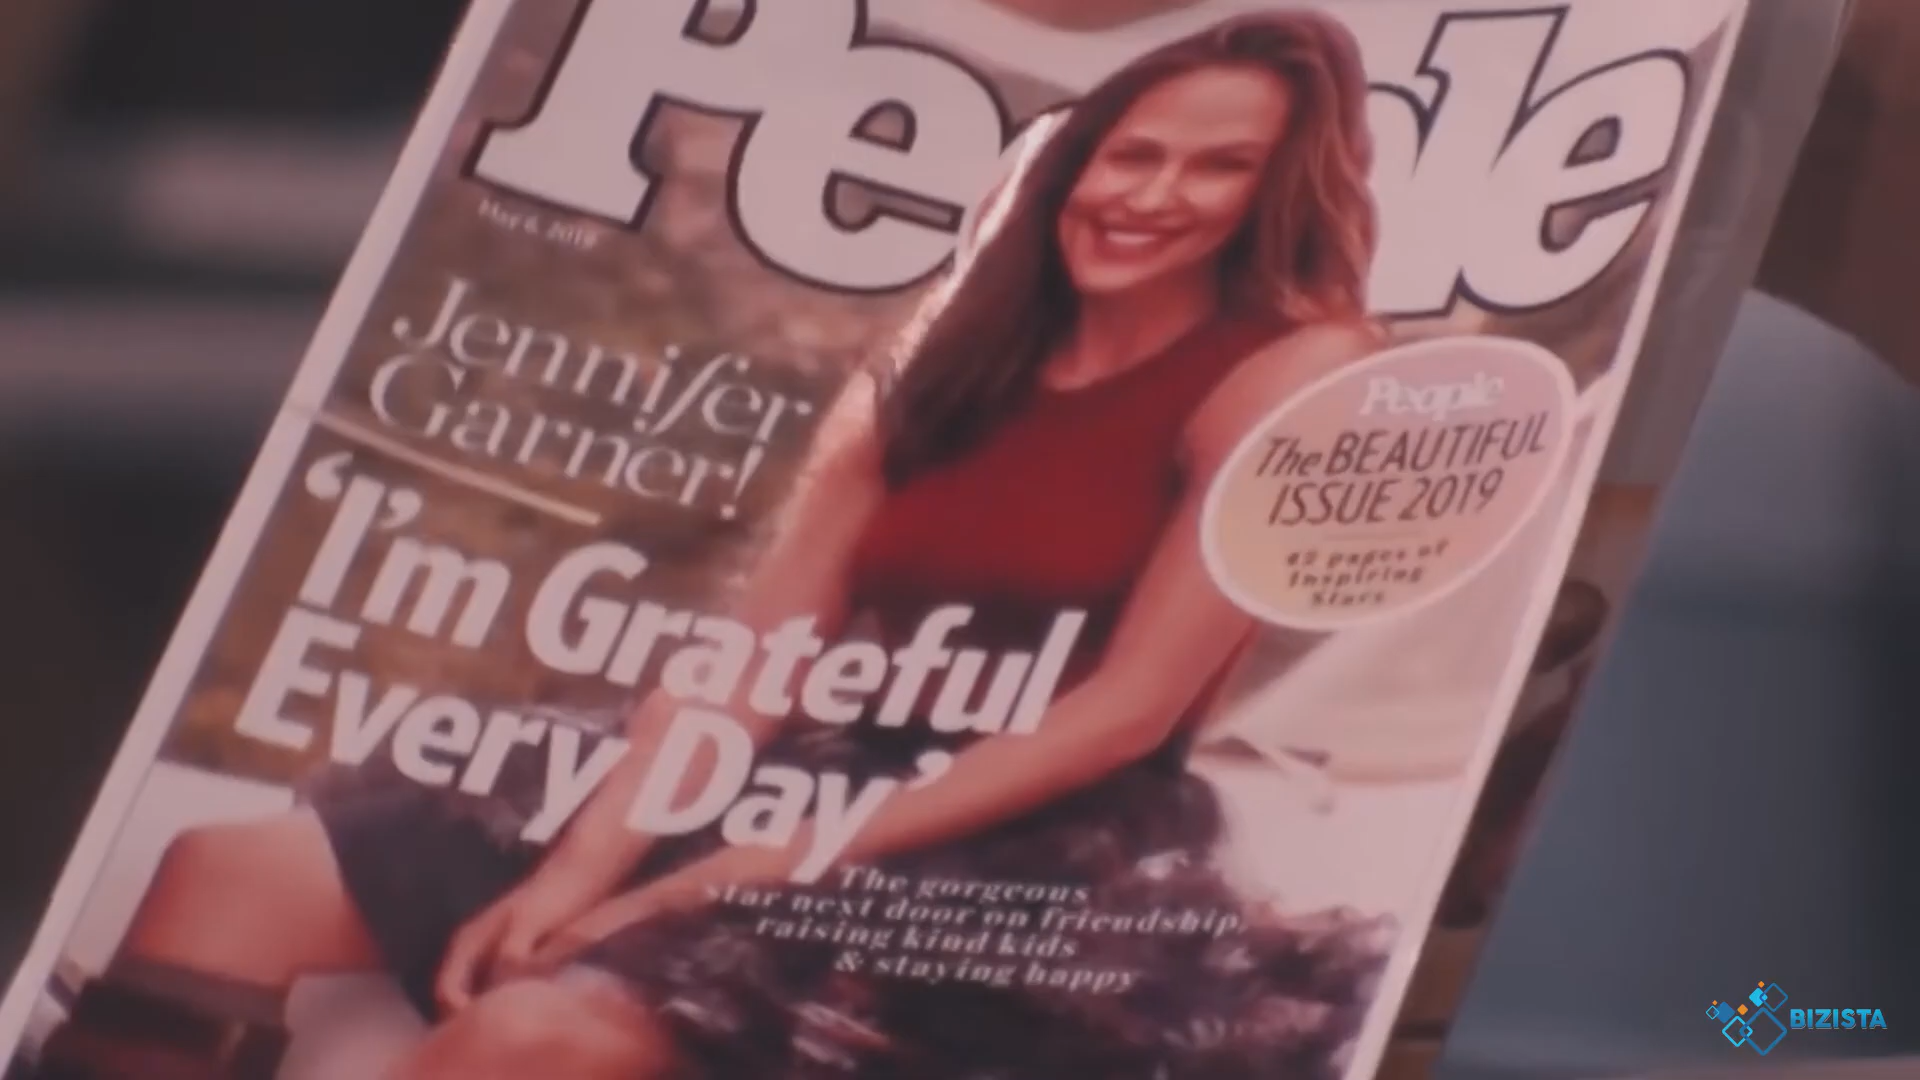 People
May 6, 2019
Jennifer
Garner!
'I'm Grateful
Every Day'
People
The BEAUTIFUL
ISSUE 2019
42 pages of
Inspiring
Stars
The gorgeous
star next door on friendship,
raising kind kids
& staying happy
BIZISTA